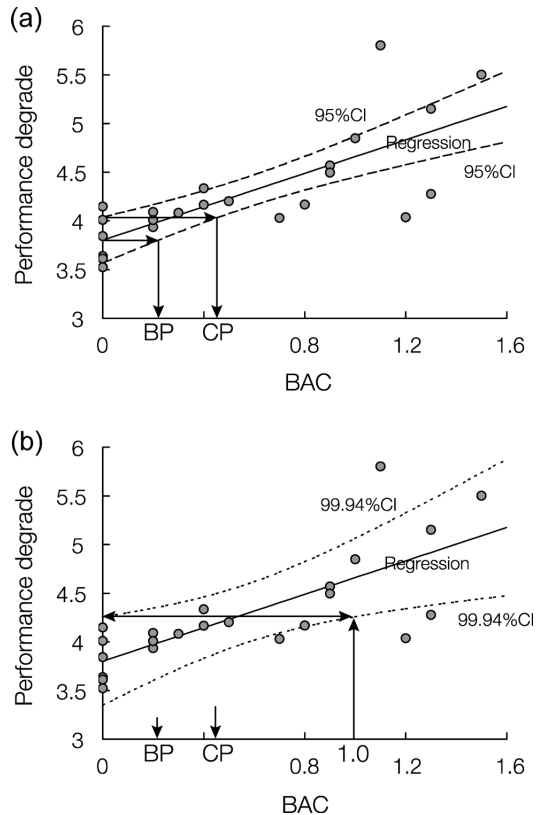 (a)
Performance degrade
6
5.5
5
4.5
4
3.5
3
95%CI
Regression
95%CI
0
BP
CP
0.8
1.2
1.6
BAC
(b)
Performance degrade
6
5.5
5
4.5
4
3.5
3
99.94%CI
Regression
99.94%CI
0
BP
CP
0.8
1.0
1.2
1.6
BAC